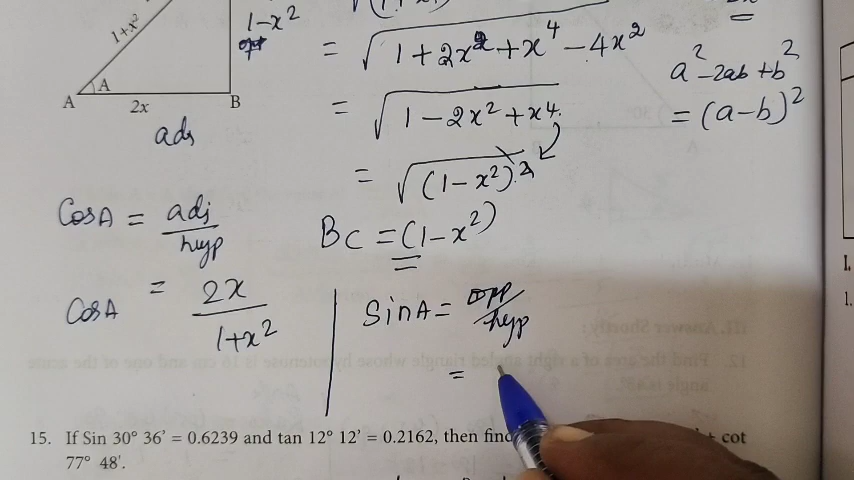 1-x²
1+x²
A
A
2x
B
adj
= √1+2x²+x⁴-4x²
= √1-2x²+x⁴
= √(1-x²)²
BC = (1-x²)
a²-2ab+b²
= (a-b)²
CosA = adj/hyp
CosA = 2x/1+x²
SinA = opp/hyp
=
15. If Sin 30° 36' = 0.6239 and tan 12° 12' = 0.2162, then find + cot
77° 48'.
I.
1.